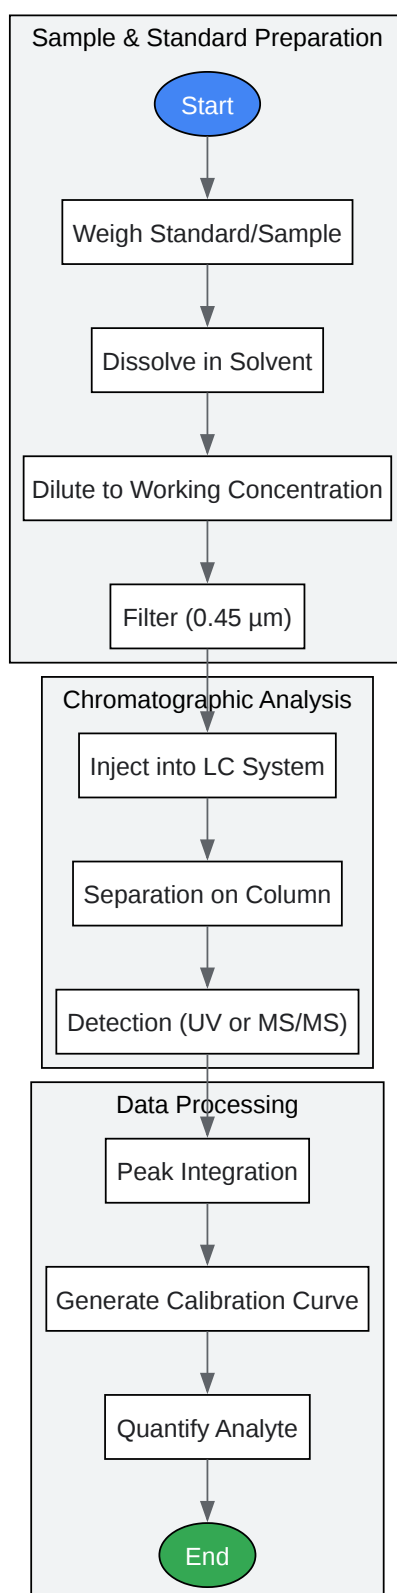 Sample & Standard Preparation
Start
Weigh Standard/Sample
Dissolve in Solvent
Dilute to Working Concentration
Filter (0.45 µm)
Chromatographic Analysis
Inject into LC System
Separation on Column
Detection (UV or MS/MS)
Data Processing
Peak Integration
Generate Calibration Curve
Quantify Analyte
End